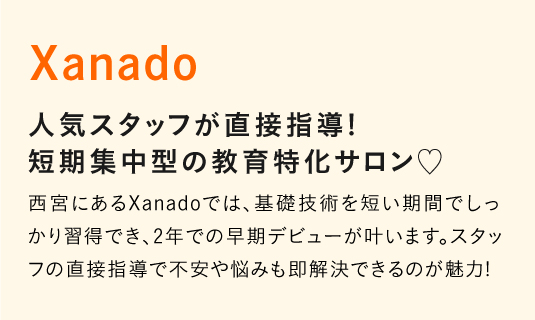 Xanado
人気スタッフが直接指導!
短期集中型の教育特化サロン♡
西宮にあるXanadoでは、基礎技術を短い期間でしっ
かり習得でき、2年での早期デビューが叶います。スタッ
フの直接指導で不安や悩みも即解決できるのが魅力!